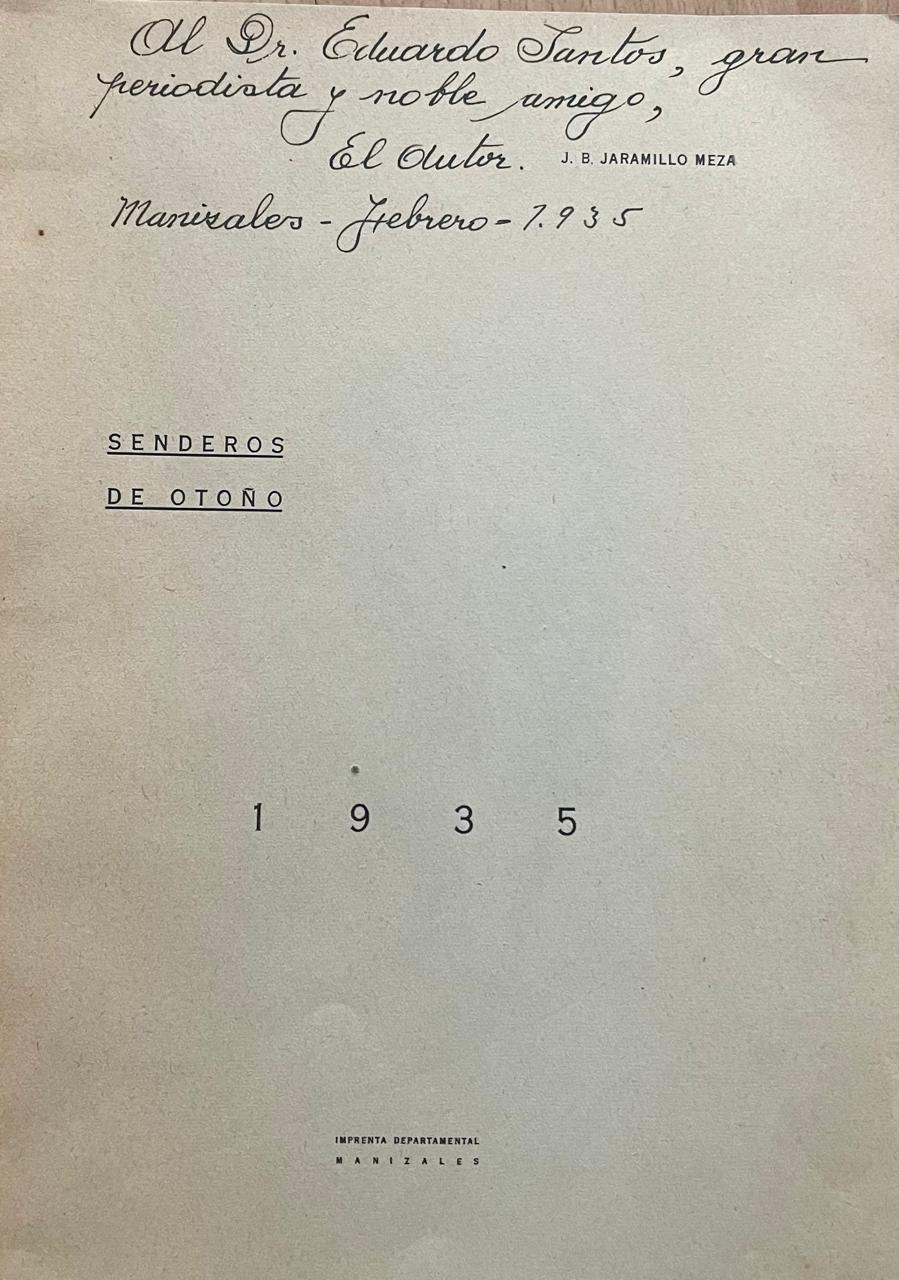 Al Dr. Eduardo Santos, gran
periodista y noble amigo,
El Autor. J. B. JARAMILLO MEZA
Manizales - Febrero - 1.935
SENDEROS
DE OTOÑO
1 9 3 5
IMPRENTA DEPARTAMENTAL
MANIZALES